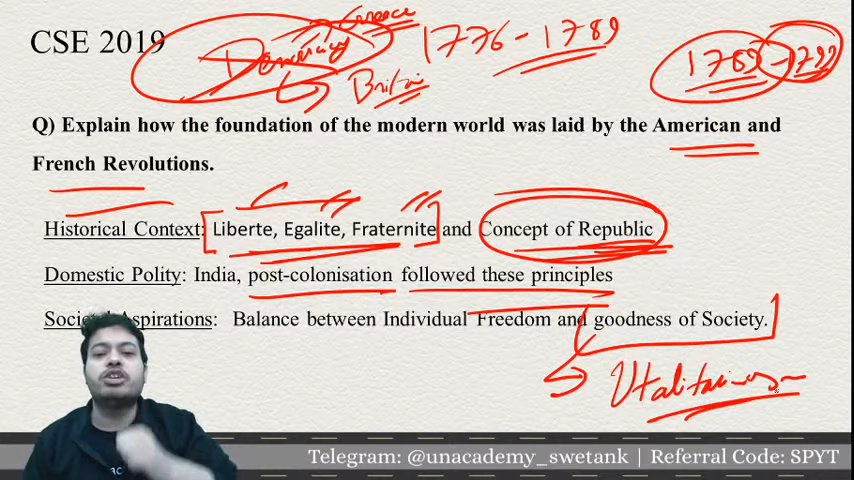 CSE 2019
Democracy
Greece
Britain
1776-1789
1789-1799
Q) Explain how the foundation of the modern world was laid by the American and
French Revolutions.
Historical Context: [Liberte, Egalite, Fraternite] and Concept of Republic
Domestic Polity: India, post-colonisation followed these principles
Aspirations: Balance between Individual Freedom and goodness of Society.
Telegram: @unacademy_swetank | Referral Code: SPYT